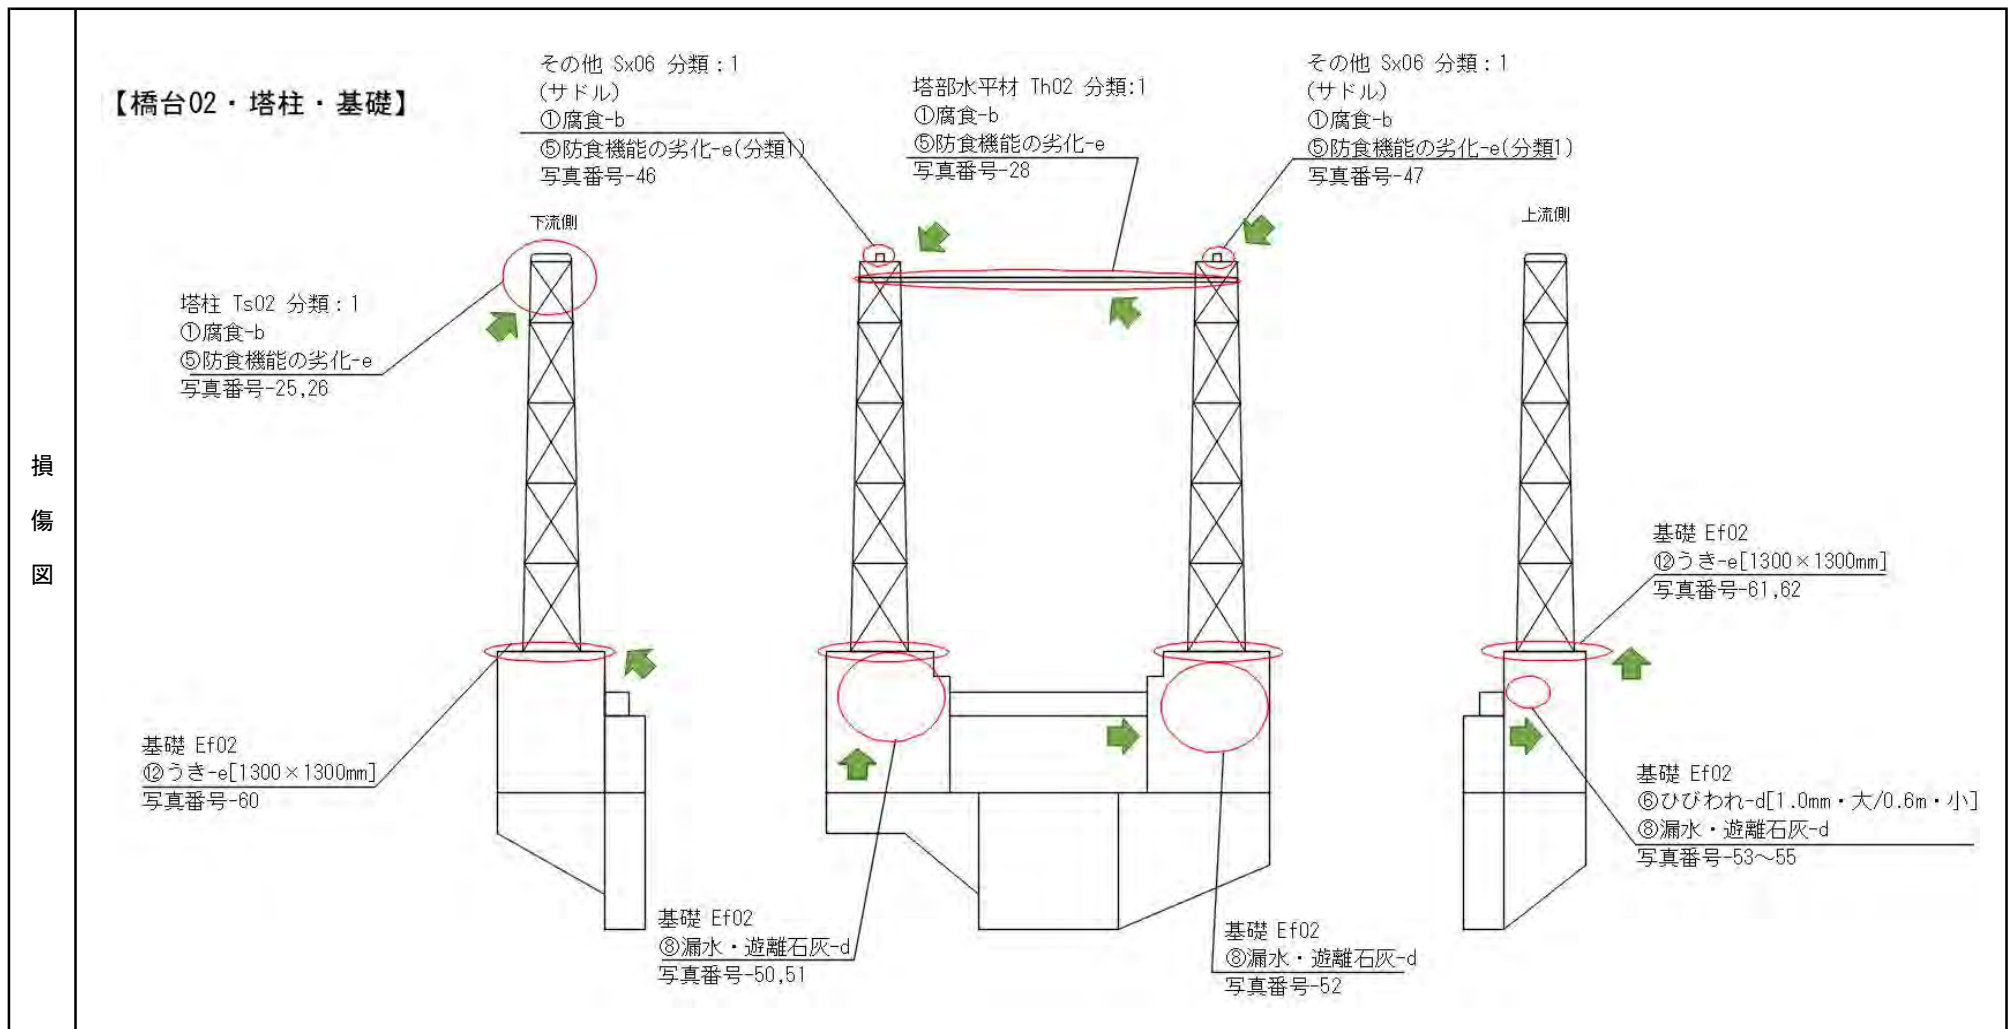 損傷図
【橋台02・塔柱・基礎】
その他 Sx06 分類：1
(サドル)
①腐食-b
⑤防食機能の劣化-e(分類1)
写真番号-46
塔部水平材 Th02 分類:1
①腐食-b
⑤防食機能の劣化-e
写真番号-28
その他 Sx06 分類：1
(サドル)
①腐食-b
⑤防食機能の劣化-e(分類1)
写真番号-47
下流側
上流側
塔柱 Ts02 分類：1
①腐食-b
⑤防食機能の劣化-e
写真番号-25,26
基礎 Ef02
⑫うき-e[1300×1300mm]
写真番号-61,62
基礎 Ef02
⑫うき-e[1300×1300mm]
写真番号-60
基礎 Ef02
⑥ひびわれ-d[1.0mm・大/0.6m・小]
⑧漏水・遊離石灰-d
写真番号-53～55
基礎 Ef02
⑧漏水・遊離石灰-d
写真番号-50,51
基礎 Ef02
⑧漏水・遊離石灰-d
写真番号-52